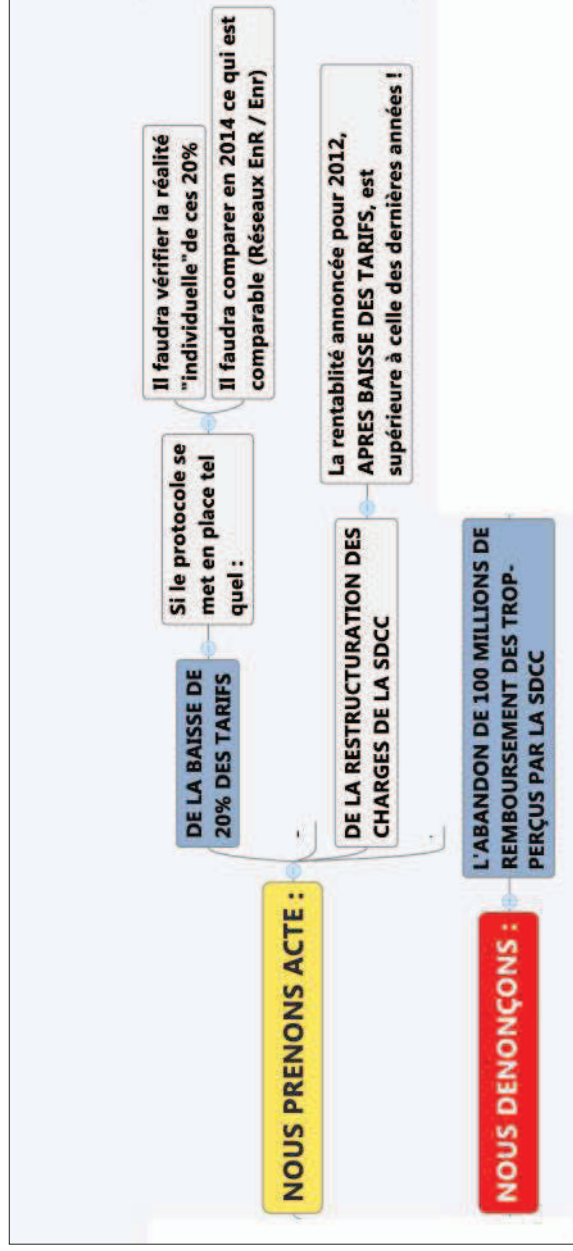 NOUS PRENONS ACTE :
DE LA BAISSE DE
20% DES TARIFS
Si le protocole se
met en place tel
quel :
Il faudra vérifier la réalité
"individuelle" de ces 20%
Il faudra comparer en 2014 ce qui est
comparable (Réseaux EnR / Enr)
DE LA RESTRUCTURATION DES
CHARGES DE LA SDCC
La rentablité annoncée pour 2012,
APRES BAISSE DES TARIFS, est
supérieure à celle des dernières années !
NOUS DENONÇONS :
L'ABANDON DE 100 MILLIONS DE
REMBOURSEMENT DES TROP-
PERÇUS PAR LA SDCC